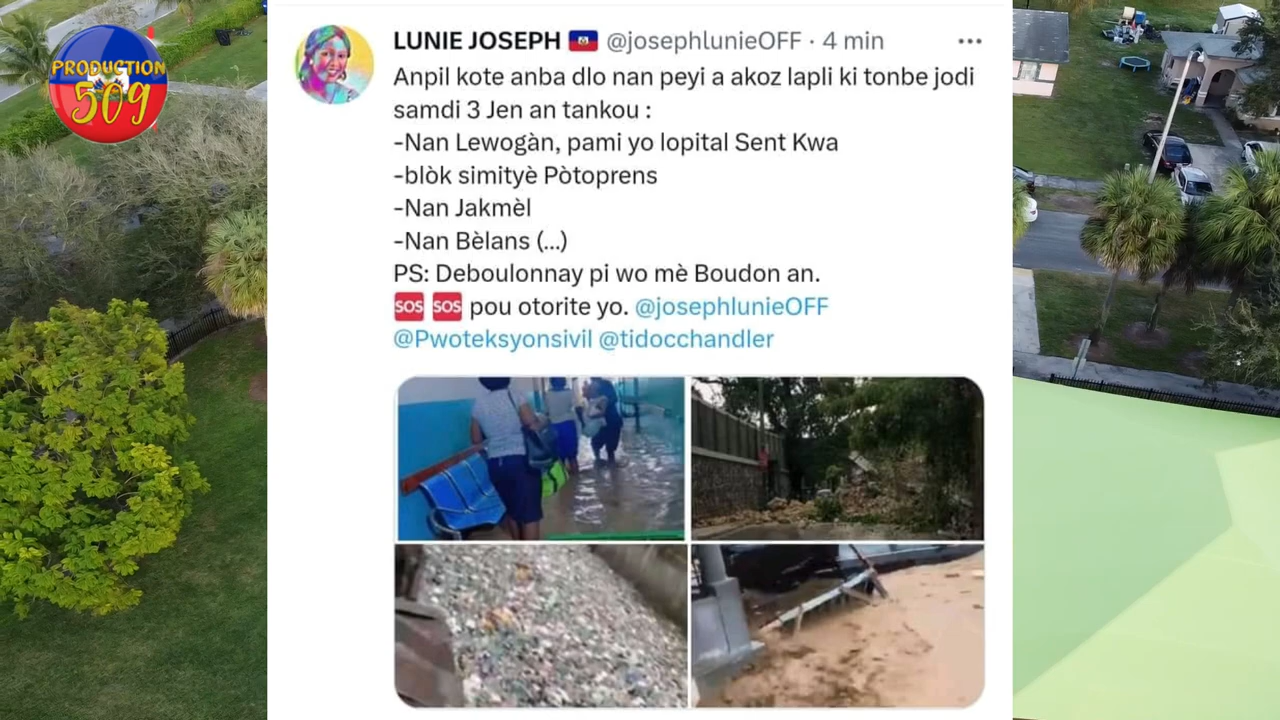 PRODUCTION
509
LUNIE JOSEPH 🇭🇹 @josephlunieOFF · 4 min
Anpil kote anba dlo nan peyi a akoz lapli ki tonbe jodi
samdi 3 Jen an tankou :
-Nan Lewogàn, pami yo lopital Sent Kwa
-blòk simityè Pòtoprens
-Nan Jakmèl
-Nan Bèlans (...)
PS: Deboulonnay pi wo mè Boudon an.
🆘 🆘 pou otorite yo. @josephlunieOFF
@Pwoteksyonsivil @tidocchandler